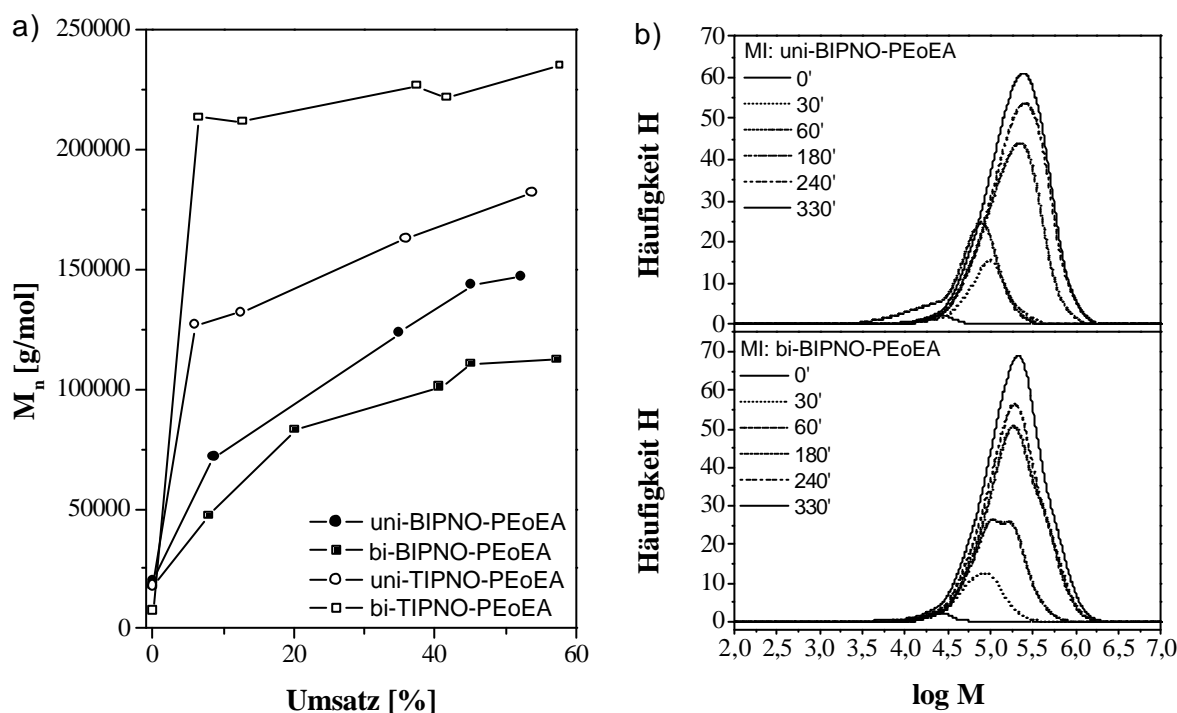 a)
250000
200000
150000
100000
50000
0
M_n [g/mol]
uni-BIPNO-PEoEA
bi-BIPNO-PEoEA
uni-TIPNO-PEoEA
bi-TIPNO-PEoEA
0 20 40 60
Umsatz [%]
b)
70
60
50
40
30
20
10
0
Häufigkeit H
MI: uni-BIPNO-PEoEA
0'
30'
60'
180'
240'
330'
70
60
50
40
30
20
10
0
Häufigkeit H
MI: bi-BIPNO-PEoEA
0'
30'
60'
180'
240'
330'
2,0 2,5 3,0 3,5 4,0 4,5 5,0 5,5 6,0 6,5 7,0
log M